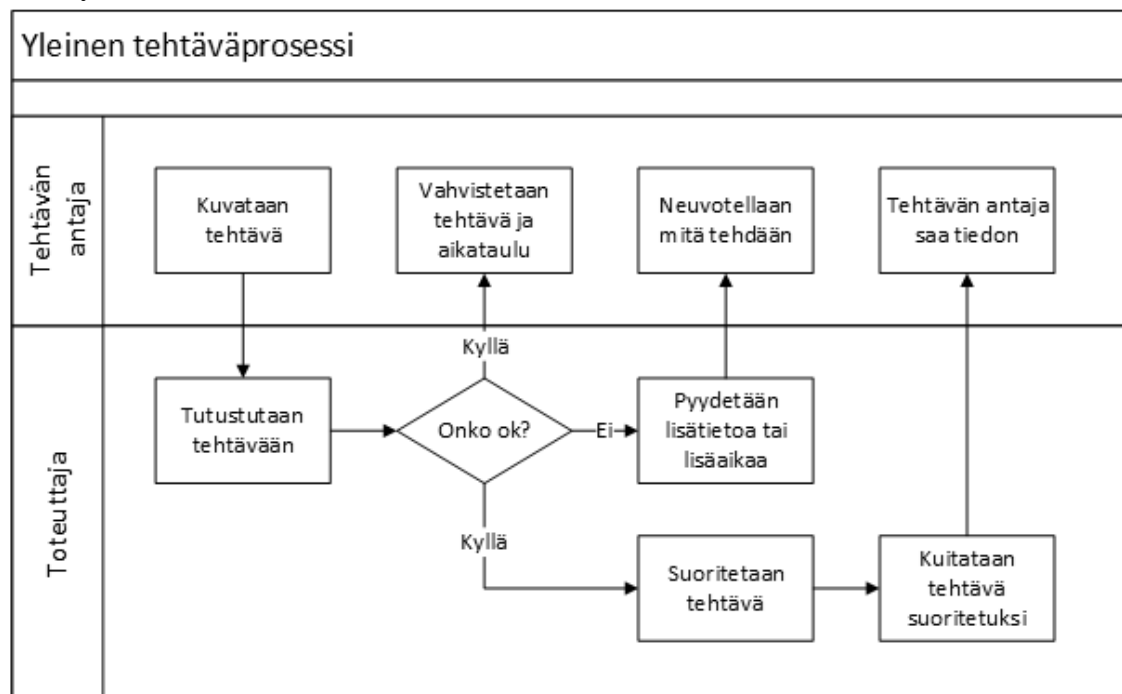 Yleinen tehtäväprosessi
Tehtävän
antaja
Kuvataan
tehtävä
Vahvistetaan
tehtävä ja
aikataulu
Neuvotellaan
mitä tehdään
Tehtävän antaja
saa tiedon
Toteuttaja
Tutustutaan
tehtävään
Kyllä
Onko ok?
Ei
Pyydetään
lisätietoa tai
lisäaikaa
Kyllä
Suoritetaan
tehtävä
Kuitataan
tehtävä
suoritetuksi